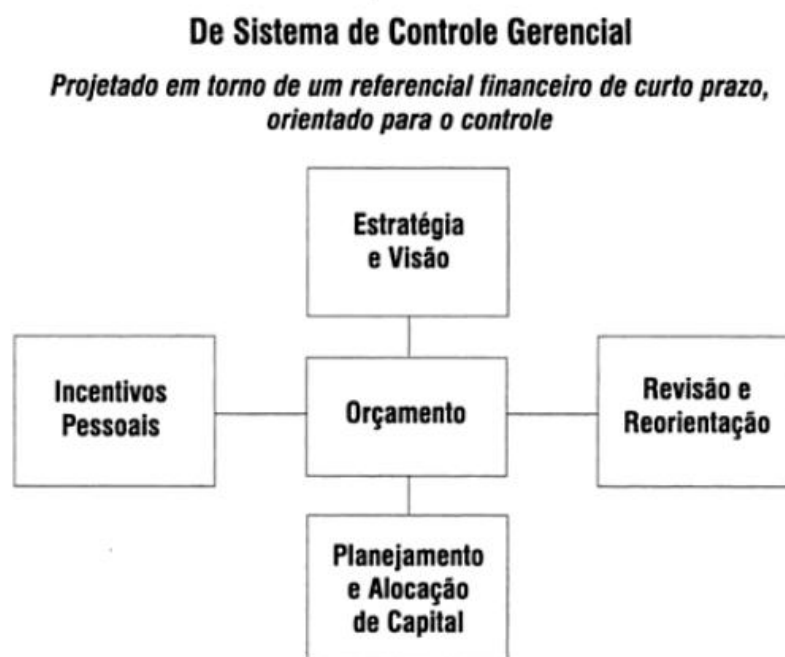 De Sistema de Controle Gerencial
Projetado em torno de um referencial financeiro de curto prazo,
orientado para o controle
Estratégia
e Visão
Incentivos
Pessoais
Orçamento
Revisão e
Reorientação
Planejamento
e Alocação
de Capital